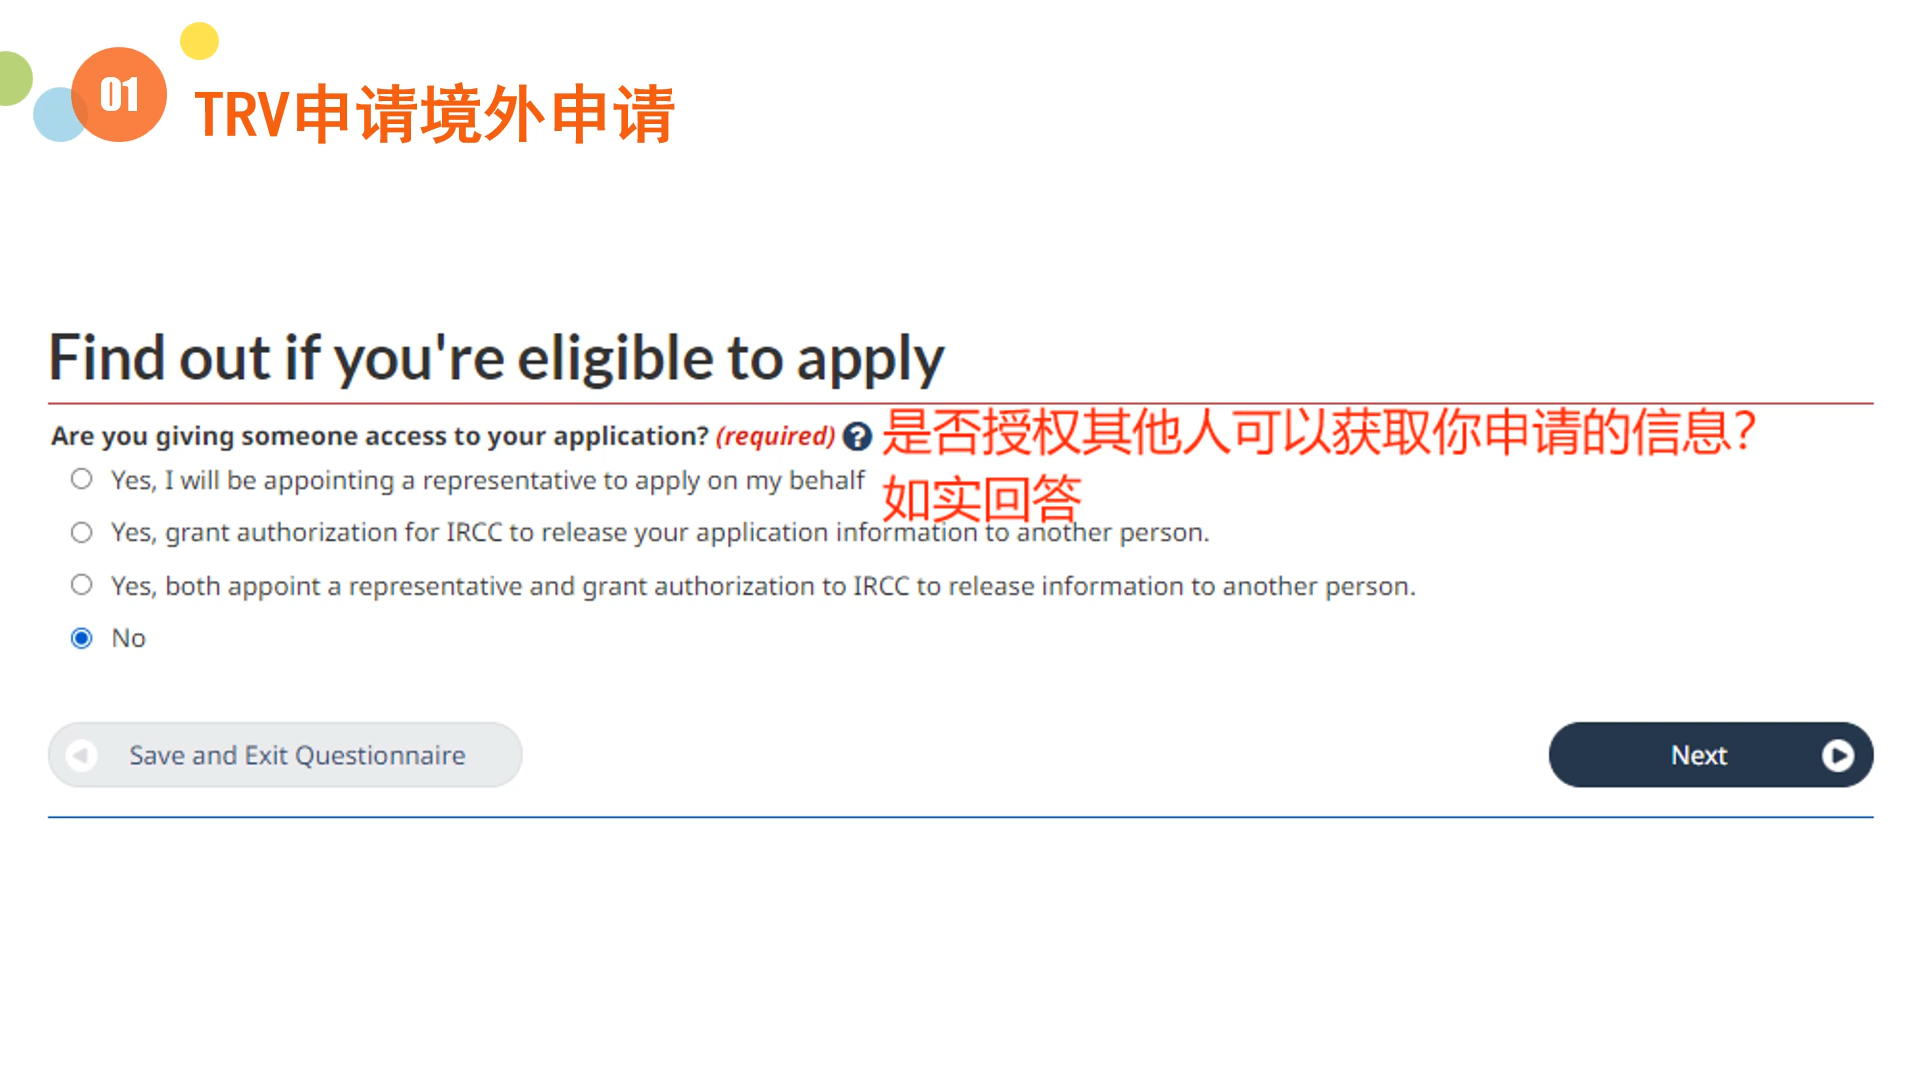 01
TRV申请境外申请
Find out if you're eligible to apply
Are you giving someone access to your application? (required) ? 是否授权其他人可以获取你申请的信息?
Yes, I will be appointing a representative to apply on my behalf
如实回答
Yes, grant authorization for IRCC to release your application information to another person.
Yes, both appoint a representative and grant authorization to IRCC to release information to another person.
No
Save and Exit Questionnaire
Next